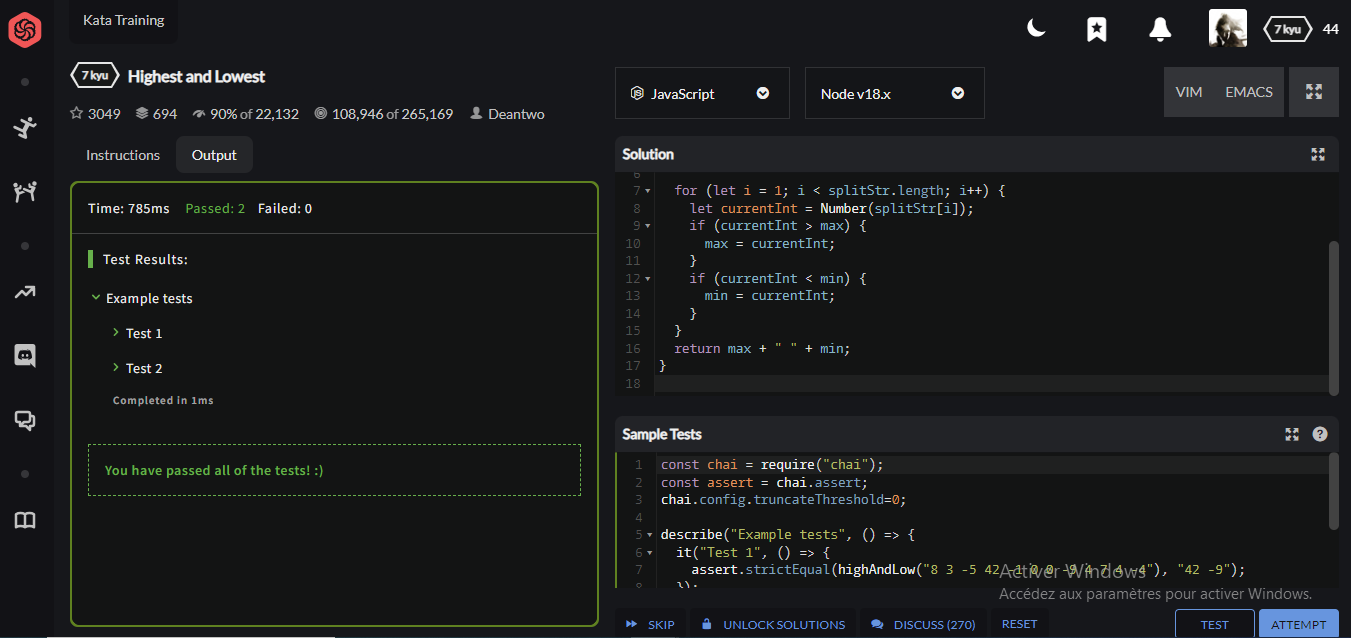 Kata Training
7 kyu 44
7 kyu Highest and Lowest
3049 694 90% of 22,132 108,946 of 265,169 Deantwo
Instructions Output
Time: 785ms Passed: 2 Failed: 0
Test Results:
Example tests
Test 1
Test 2
Completed in 1ms
You have passed all of the tests! :)
JavaScript Node v18.x VIM EMACS
Solution
6
7 for (let i = 1; i < splitStr.length; i++) {
8 let currentInt = Number(splitStr[i]);
9 if (currentInt > max) {
10 max = currentInt;
11 }
12 if (currentInt < min) {
13 min = currentInt;
14 }
15 }
16 return max + " " + min;
17 }
18
Sample Tests
1 const chai = require("chai");
2 const assert = chai.assert;
3 chai.config.truncateThreshold=0;
4
5 describe("Example tests", () => {
6 it("Test 1", () => {
7 assert.strictEqual(highAndLow("8 3 -5 42 -1 0 0 -9 4 7 4 -4"), "42 -9");
8 });
Activer Windows
Accédez aux paramètres pour activer Windows.
SKIP UNLOCK SOLUTIONS DISCUSS (270) RESET TEST ATTEMPT